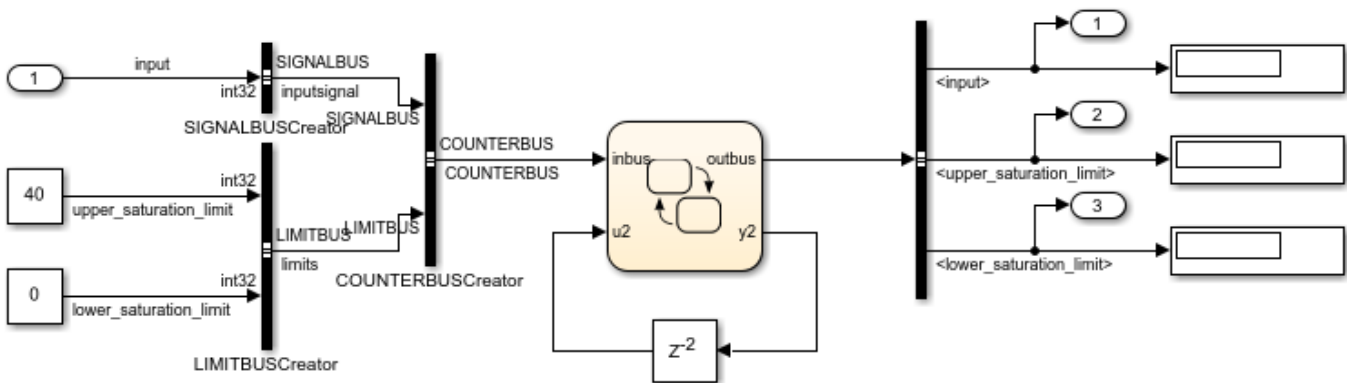 1
input
int32
SIGNALBUS
inputsignal
SIGNALBUSCreator
SIGNALBUS
40
int32
upper_saturation_limit
0
int32
lower_saturation_limit
LIMITBUS
limits
LIMITBUSCreator
LIMITBUS
COUNTERBUSCreator
COUNTERBUS
COUNTERBUS
inbus
outbus
u2
y2
Z-2
1
<input>
2
<upper_saturation_limit>
3
<lower_saturation_limit>